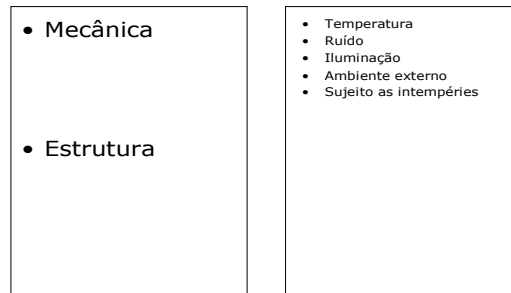 • Mecânica
• Estrutura
• Temperatura
• Ruído
• Iluminação
• Ambiente externo
• Sujeito as intempéries